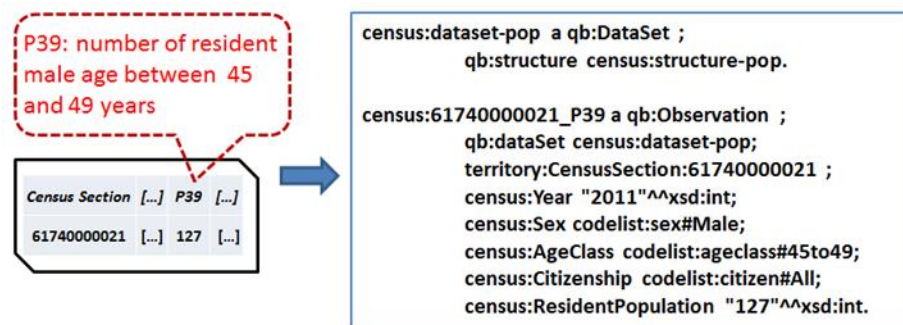 P39: number of resident
male age between 45
and 49 years
Census Section [...] P39 [...]
61740000021 [...] 127 [...]
census:dataset-pop a qb:DataSet ;
qb:structure census:structure-pop.
census:61740000021_P39 a qb:Observation ;
qb:dataSet census:dataset-pop;
territory:CensusSection:61740000021 ;
census:Year "2011"^^xsd:int;
census:Sex codelist:sex#Male;
census:AgeClass codelist:ageclass#45to49;
census:Citizenship codelist:citizen#All;
census:ResidentPopulation "127"^^xsd:int.